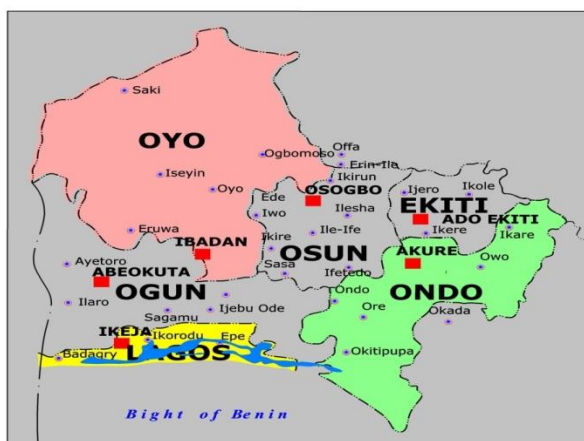 Saki
OYO
Ogbomoso
Offa
Erin-Ila
Iseyin
Ikirun
Oyo
Ede
OSOGBO
Ijero
Ikole
Iwo
Ilesha
EKITI
ADO EKITI
Eruwa
Ile-Ife
Ikere
Ikare
IBADAN
Ikire
OSUN
AKURE
Ayetoro
ABEOKUTA
Sasa
Ifetedo
Owo
OGUN
ONDO
Ilaro
Ondo
Sagamu
Ijebu Ode
Ore
Okada
IKEJA
Ikorodu
Epe
Badagry
LAGOS
Okitipupa
Bight of Benin